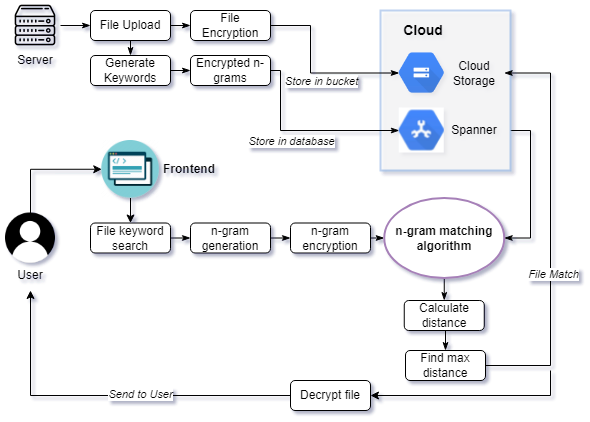 Server
File Upload
File
Encryption
Generate
Keywords
Encrypted n-
grams
Store in bucket
Store in database
Cloud
Cloud
Storage
Spanner
Frontend
User
File keyword
search
n-gram
generation
n-gram
encryption
n-gram matching
algorithm
File Match
Calculate
distance
Find max
distance
Decrypt file
Send to User